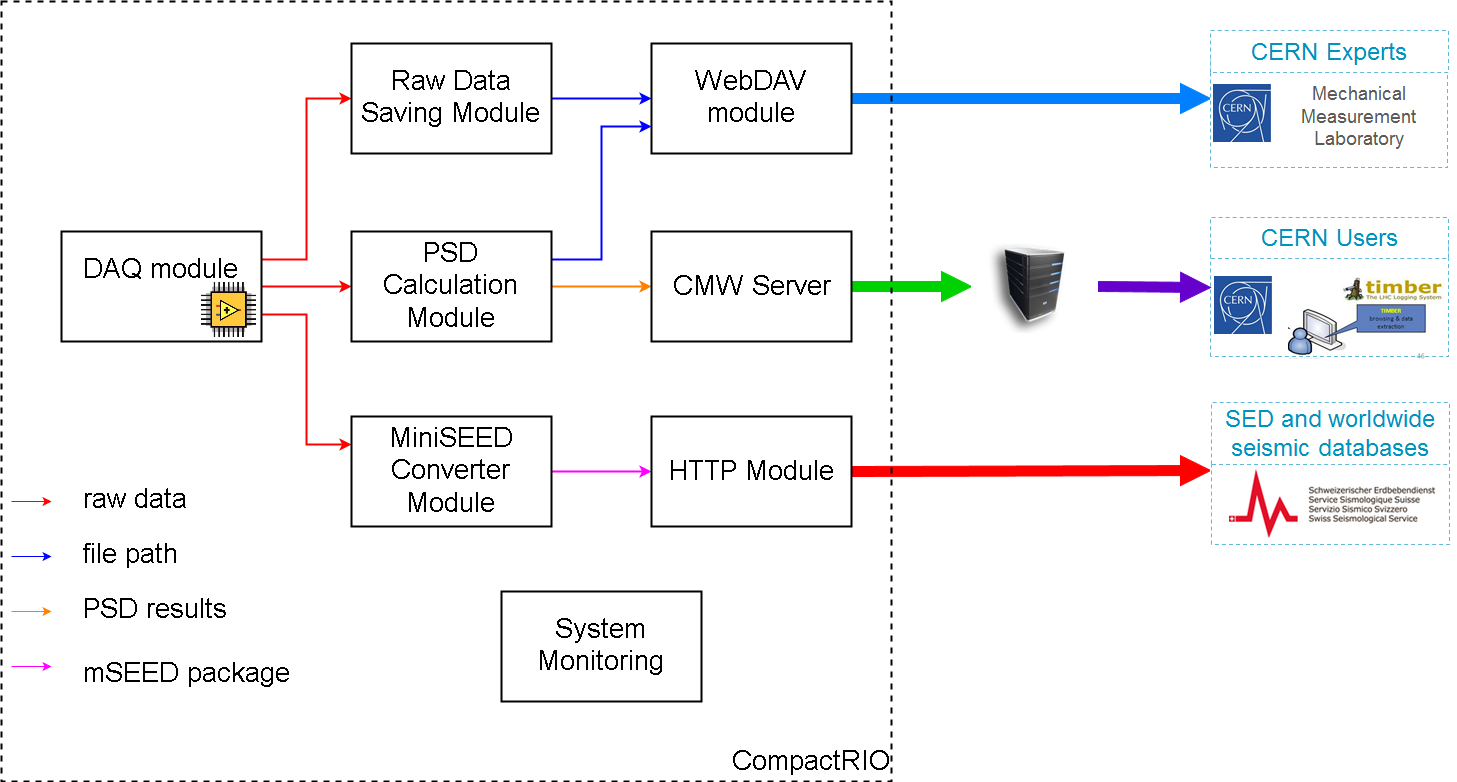 Raw Data
Saving Module
WebDAV
module
CERN Experts
CERN
Mechanical
Measurement
Laboratory
DAQ module
PSD
Calculation
Module
CMW Server
CERN Users
CERN
timber
The LHC Logging System
TIMBER
browsing & data
extraction
46
MiniSEED
Converter
Module
HTTP Module
SED and worldwide
seismic databases
Schweizerischer Erdbebendienst
Service Sismologique Suisse
Servizio Sismico Svizzero
Swiss Seismological Service
raw data
file path
PSD results
mSEED package
System
Monitoring
CompactRIO